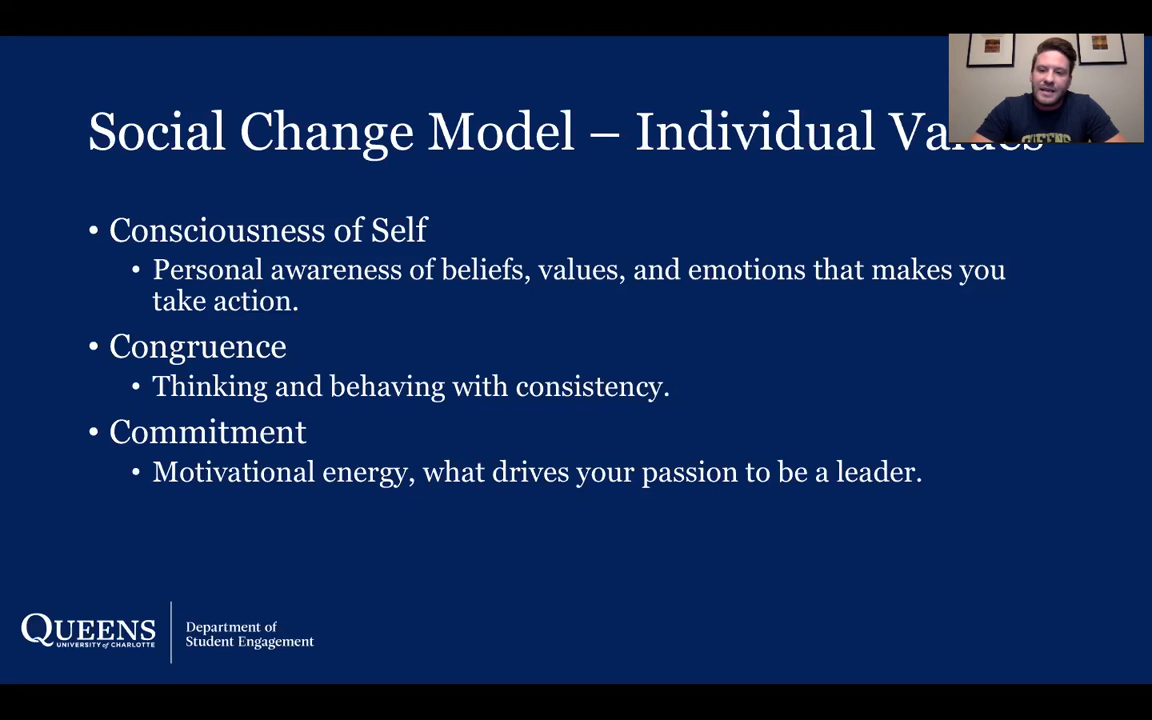 Social Change Model – Individual Values
• Consciousness of Self
• Personal awareness of beliefs, values, and emotions that makes you
take action.
• Congruence
• Thinking and behaving with consistency.
• Commitment
• Motivational energy, what drives your passion to be a leader.
QUEENS
UNIVERSITY of CHARLOTTE
Department of
Student Engagement
QUEENS